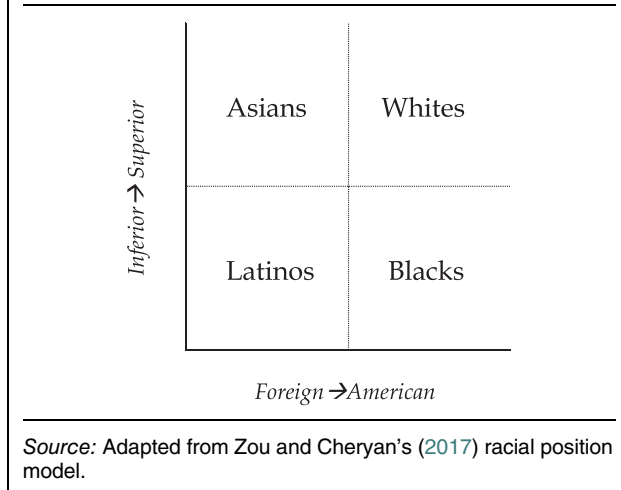 Inferior → Superior
Asians
Whites
Latinos
Blacks
Foreign →American
Source: Adapted from Zou and Cheryan's (2017) racial position
model.